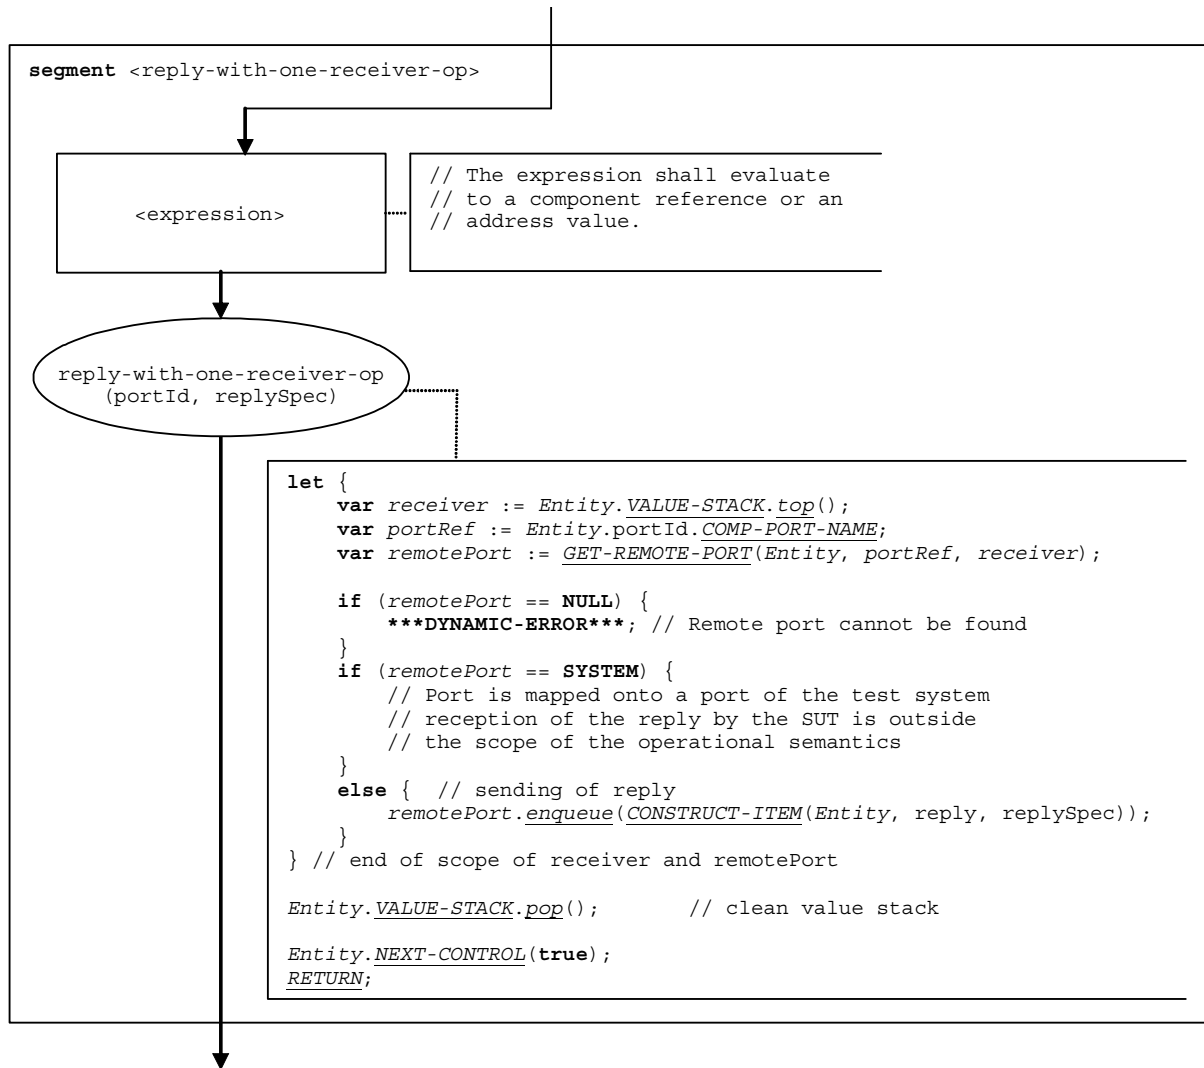 segment <reply-with-one-receiver-op>
<expression>
// The expression shall evaluate
// to a component reference or an
// address value.
reply-with-one-receiver-op
(portId, replySpec)
let {
var receiver := Entity.VALUE-STACK.top();
var portRef := Entity.portId.COMP-PORT-NAME;
var remotePort := GET-REMOTE-PORT(Entity, portRef, receiver);
if (remotePort == NULL) {
***DYNAMIC-ERROR***; // Remote port cannot be found
}
if (remotePort == SYSTEM) {
// Port is mapped onto a port of the test system
// reception of the reply by the SUT is outside
// the scope of the operational semantics
}
else { // sending of reply
remotePort.enqueue(CONSTRUCT-ITEM(Entity, reply, replySpec));
}
} // end of scope of receiver and remotePort
Entity.VALUE-STACK.pop(); // clean value stack
Entity.NEXT-CONTROL(true);
RETURN;